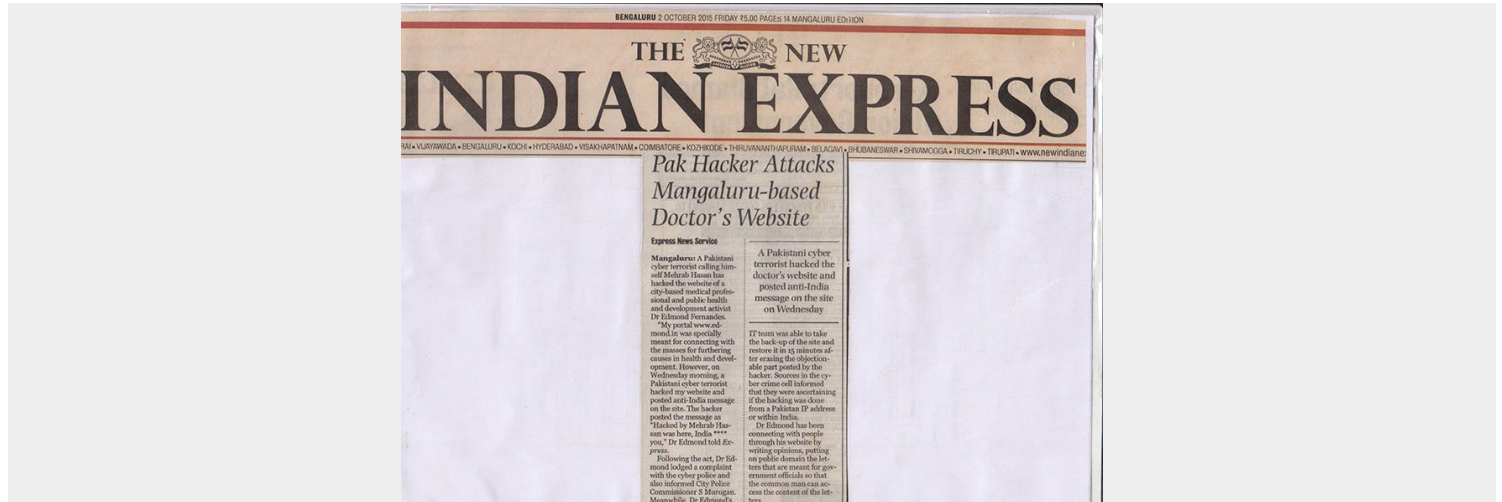 BENGALURU 2 OCTOBER 2015 FRIDAY ₹5.00 PAGES 14 MANGALURU EDITION
THE NEW
INDIAN EXPRESS
RAI • VIJAYAWADA • BENGALURU • KOCHI • HYDERABAD • VISAKHAPATNAM • COIMBATORE • KOZHIKODE • THIRUVANANTHAPURAM • BELAGAVI • BHUBANESWAR • SHIVAMOGGA • TIRUCHY • TIRUPATI • www.newindianex
Pak Hacker Attacks
Mangaluru-based
Doctor's Website
Express News Service
Mangaluru: A Pakistani
cyber terrorist calling him-
self Mehrab Hasan has
hacked the website of a
city-based medical profes-
sional and public health
and development activist
Dr Edmond Fernandes.
"My portal www.ed-
mond.in was specially
meant for connecting with
the masses for furthering
causes in health and devel-
opment. However, on
Wednesday morning, a
Pakistani cyber terrorist
hacked my website and
posted anti-India message
on the site. The hacker
posted the message as
"Hacked by Mehrab Has-
san was here, India ****
you," Dr Edmond told Ex-
press.
Following the act, Dr Ed-
mond lodged a complaint
with the cyber police and
also informed City Police
Commissioner S Murugan.
Meanwhile, Dr Edmond's
A Pakistani cyber
terrorist hacked the
doctor's website and
posted anti-India
message on the site
on Wednesday
IT team was able to take
the back-up of the site and
restore it in 15 minutes af-
ter erasing the objection-
able part posted by the
hacker. Sources in the cy-
ber crime cell informed
that they were ascertaining
if the hacking was done
from a Pakistan IP address
or within India.
Dr Edmond has been
connecting with people
through his website by
writing opinions, putting
on public domain the let-
ters that are meant for gov-
ernment officials so that
the common man can ac-
cess the content of the let-
ters.